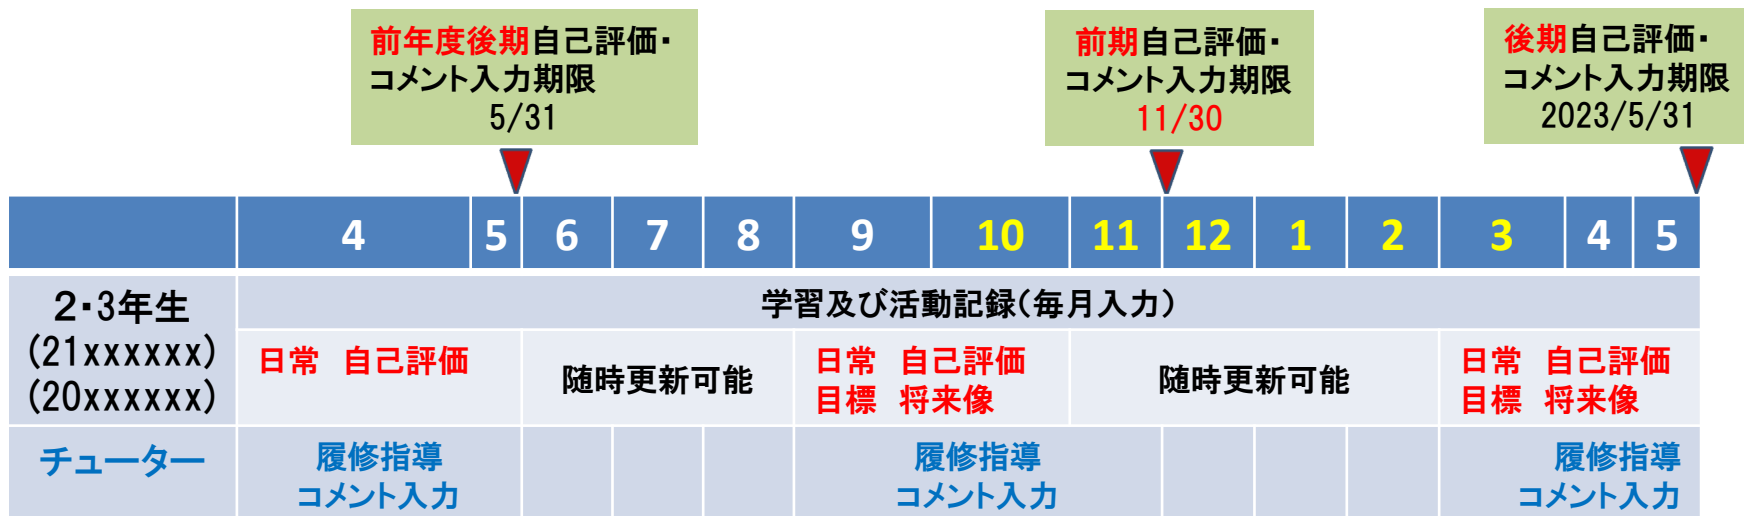 前年度後期自己評価・
コメント入力期限
5/31
前期自己評価・
コメント入力期限
11/30
後期自己評価・
コメント入力期限
2023/5/31
4 5 6 7 8 9 10 11 12 1 2 3 4 5
2・3年生
(21xxxxxx)
(20xxxxxx)
学習及び活動記録(毎月入力)
日常 自己評価
随時更新可能
日常 自己評価
目標 将来像
随時更新可能
日常 自己評価
目標 将来像
チューター
履修指導
コメント入力
履修指導
コメント入力
履修指導
コメント入力